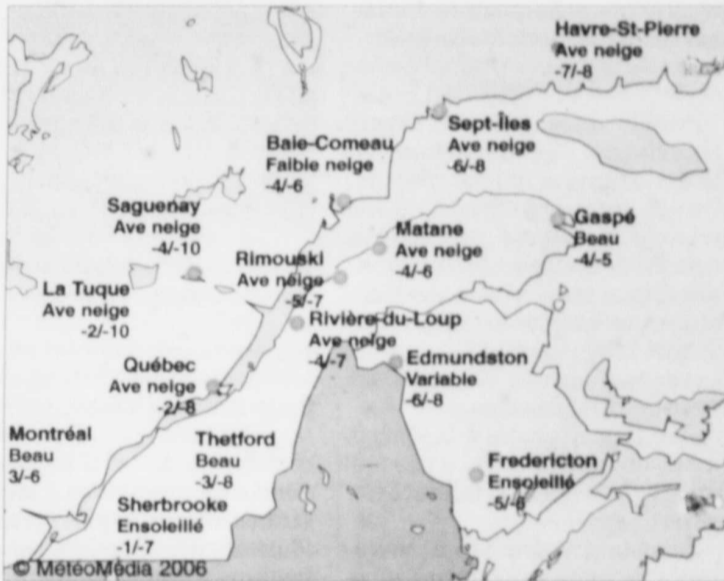 Havre-St-Pierre
Ave neige
-7/-8
Sept-Îles
Ave neige
-6/-8
Baie-Comeau
Faible neige
-4/-6
Saguenay
Ave neige
-4/-10
Matane
Ave neige
-4/-6
Gaspé
Beau
-4/-5
Rimouski
Ave neige
-5/-7
La Tuque
Ave neige
-2/-10
Rivière-du-Loup
Ave neige
-4/-7
Québec
Ave neige
-2/-8
Edmundston
Variable
-6/-8
Montréal
Beau
3/-6
Thetford
Beau
-3/-8
Fredericton
Ensoleillé
Sherbrooke
Ensoleillé
-1/-7
© MétéoMédia 2006